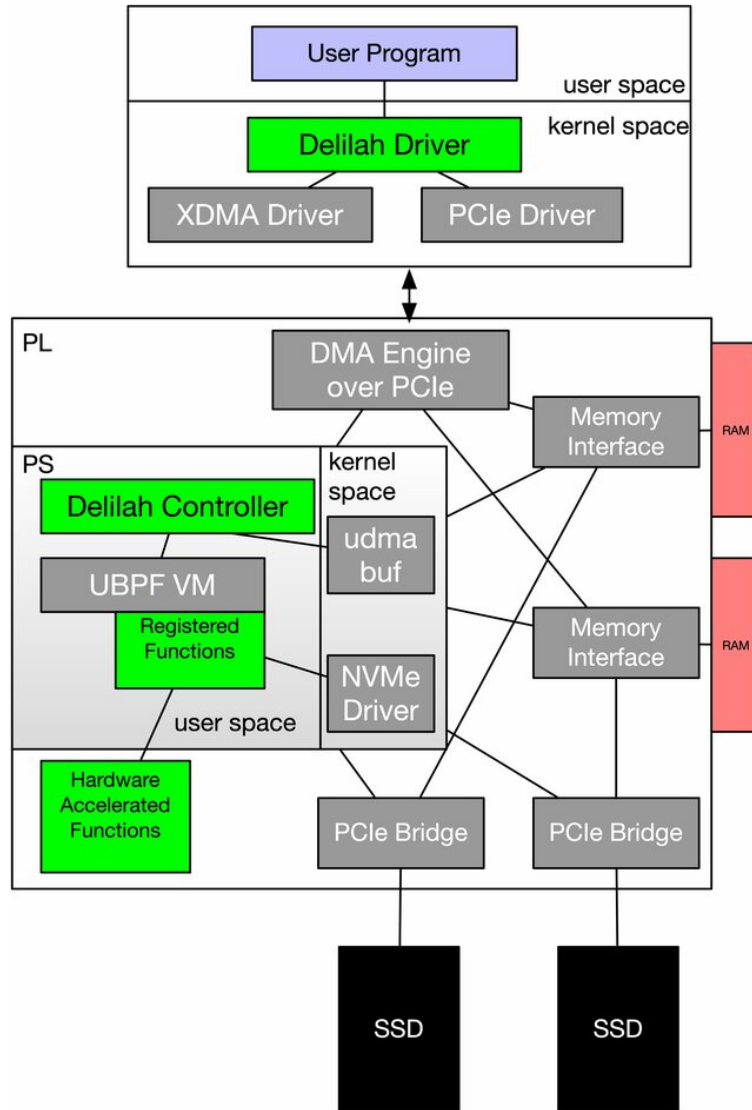 User Program
user space
kernel space
Delilah Driver
XDMA Driver
PCIe Driver
PL
DMA Engine
over PCIe
Memory
Interface
RAM
PS
kernel
space
Delilah Controller
udma
buf
UBPF VM
Registered
Functions
Memory
Interface
RAM
NVMe
Driver
user space
Hardware
Accelerated
Functions
PCIe Bridge
PCIe Bridge
SSD
SSD